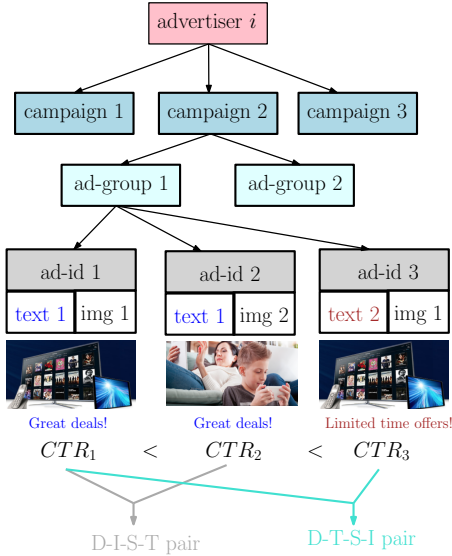 advertiser i
campaign 1 campaign 2 campaign 3
ad-group 1 ad-group 2
ad-id 1 ad-id 2 ad-id 3
text 1 img 1 text 1 img 2 text 2 img 1
Great deals! Great deals! Limited time offers!
CTR₁ < CTR₂ < CTR₃
D-I-S-T pair D-T-S-I pair